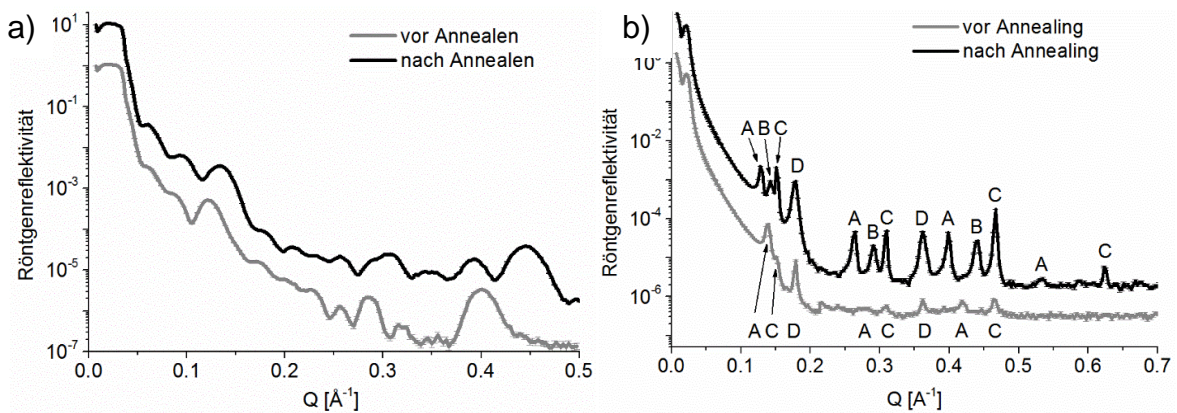 a)
vor Annealen
nach Annealen
Röntgenreflektivität
10¹
10⁻¹
10⁻³
10⁻⁵
10⁻⁷
0.0 0.1 0.2 0.3 0.4 0.5
Q [Å⁻¹]
b)
vor Annealing
nach Annealing
Röntgenreflektivität
10⁰
10⁻²
10⁻⁴
10⁻⁶
A B C
D
A B C D A B C A C
A C D A C D A C
0.0 0.1 0.2 0.3 0.4 0.5 0.6 0.7
Q [A⁻¹]